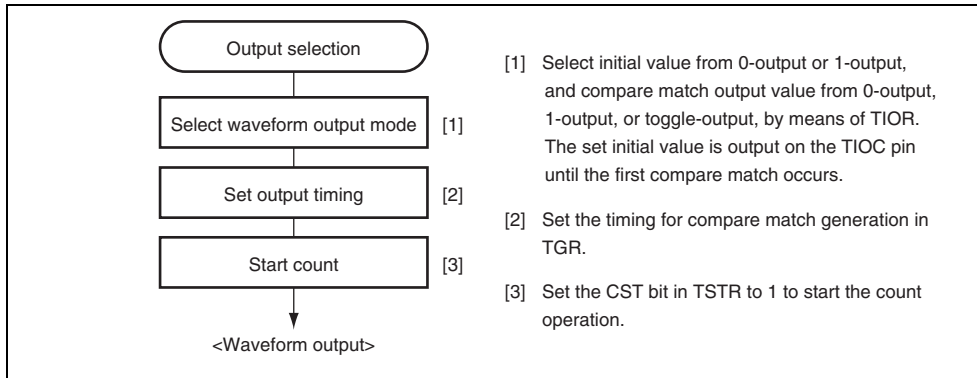 Output selection
Select waveform output mode [1]
Set output timing [2]
Start count [3]
<Waveform output>
[1] Select initial value from 0-output or 1-output,
and compare match output value from 0-output,
1-output, or toggle-output, by means of TIOR.
The set initial value is output on the TIOC pin
until the first compare match occurs.
[2] Set the timing for compare match generation in
TGR.
[3] Set the CST bit in TSTR to 1 to start the count
operation.